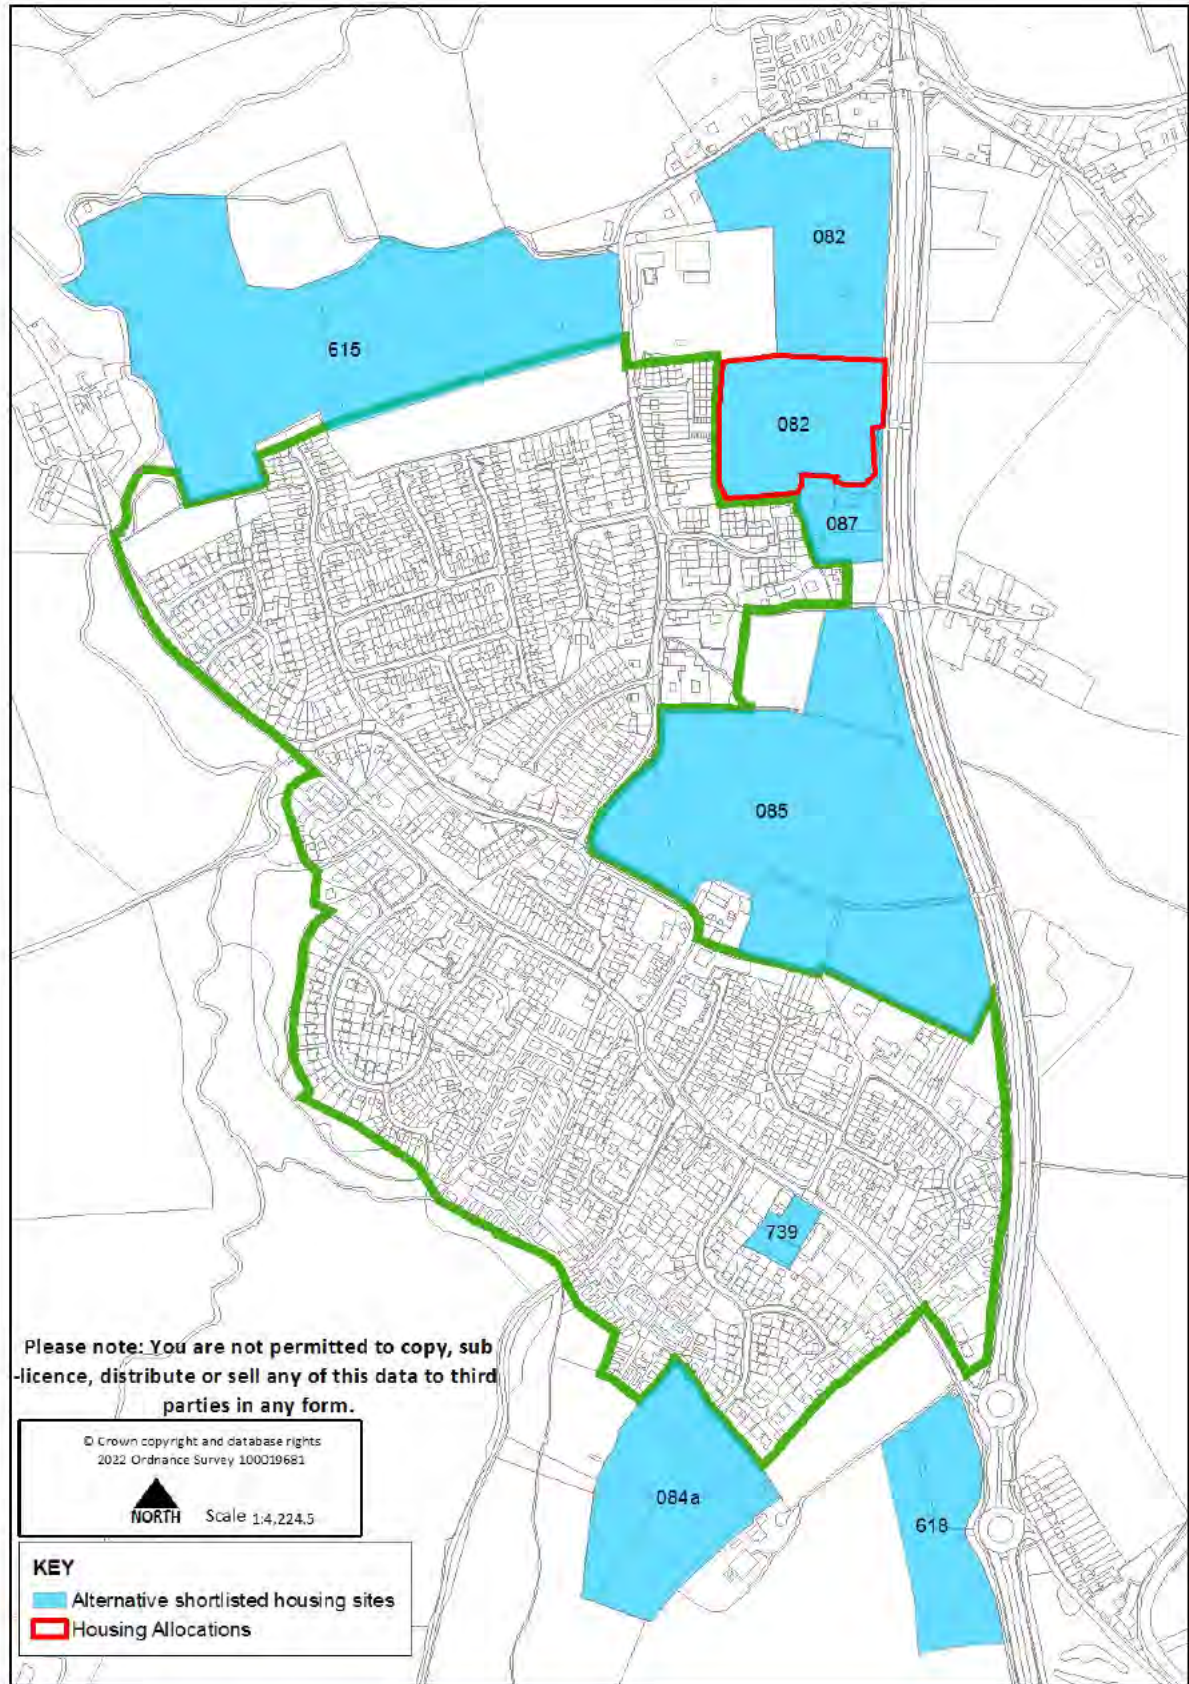 082
615
082
087
085
739
Please note: You are not permitted to copy, sub
-licence, distribute or sell any of this data to third
parties in any form.
© Crown copyright and database rights
2022 Ordnance Survey 100019681
NORTH Scale 1:4,224.5
084a
618
KEY
Alternative shortlisted housing sites
Housing Allocations